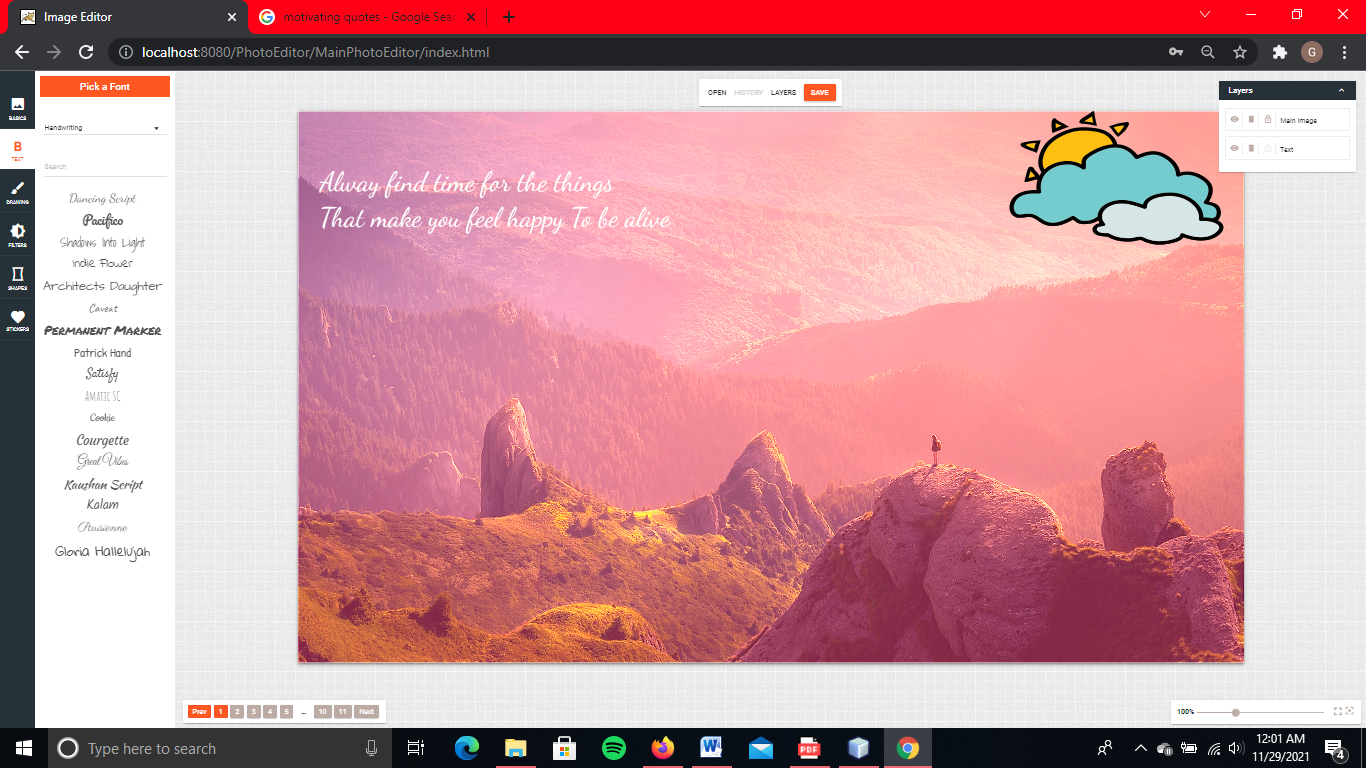 Image Editor
motivating quotes - Google Sea
localhost:8080/PhotoEditor/MainPhotoEditor/index.html
G
Pick a Font
OPEN HISTORY LAYERS SAVE
Layers
Main Image
Text
BASICS
TEXT
DRAWING
FILTERS
SHAPES
STICKERS
Handwriting
Search
Dancing Script
Pacifico
Shadows Into Light
Indie Flower
Architects Daughter
Caveat
Permanent Marker
Patrick Hand
Satisfy
Amatic SC
Cookie
Courgette
Great Vibes
Kaushan Script
Kalam
Parisienne
Gloria Hallelujah
Alway find time for the things
That make you feel happy To be alive
Prev 1 2 3 4 5 ... 10 11 Next
100%
Type here to search
W
PDF
12:01 AM
11/29/2021
4